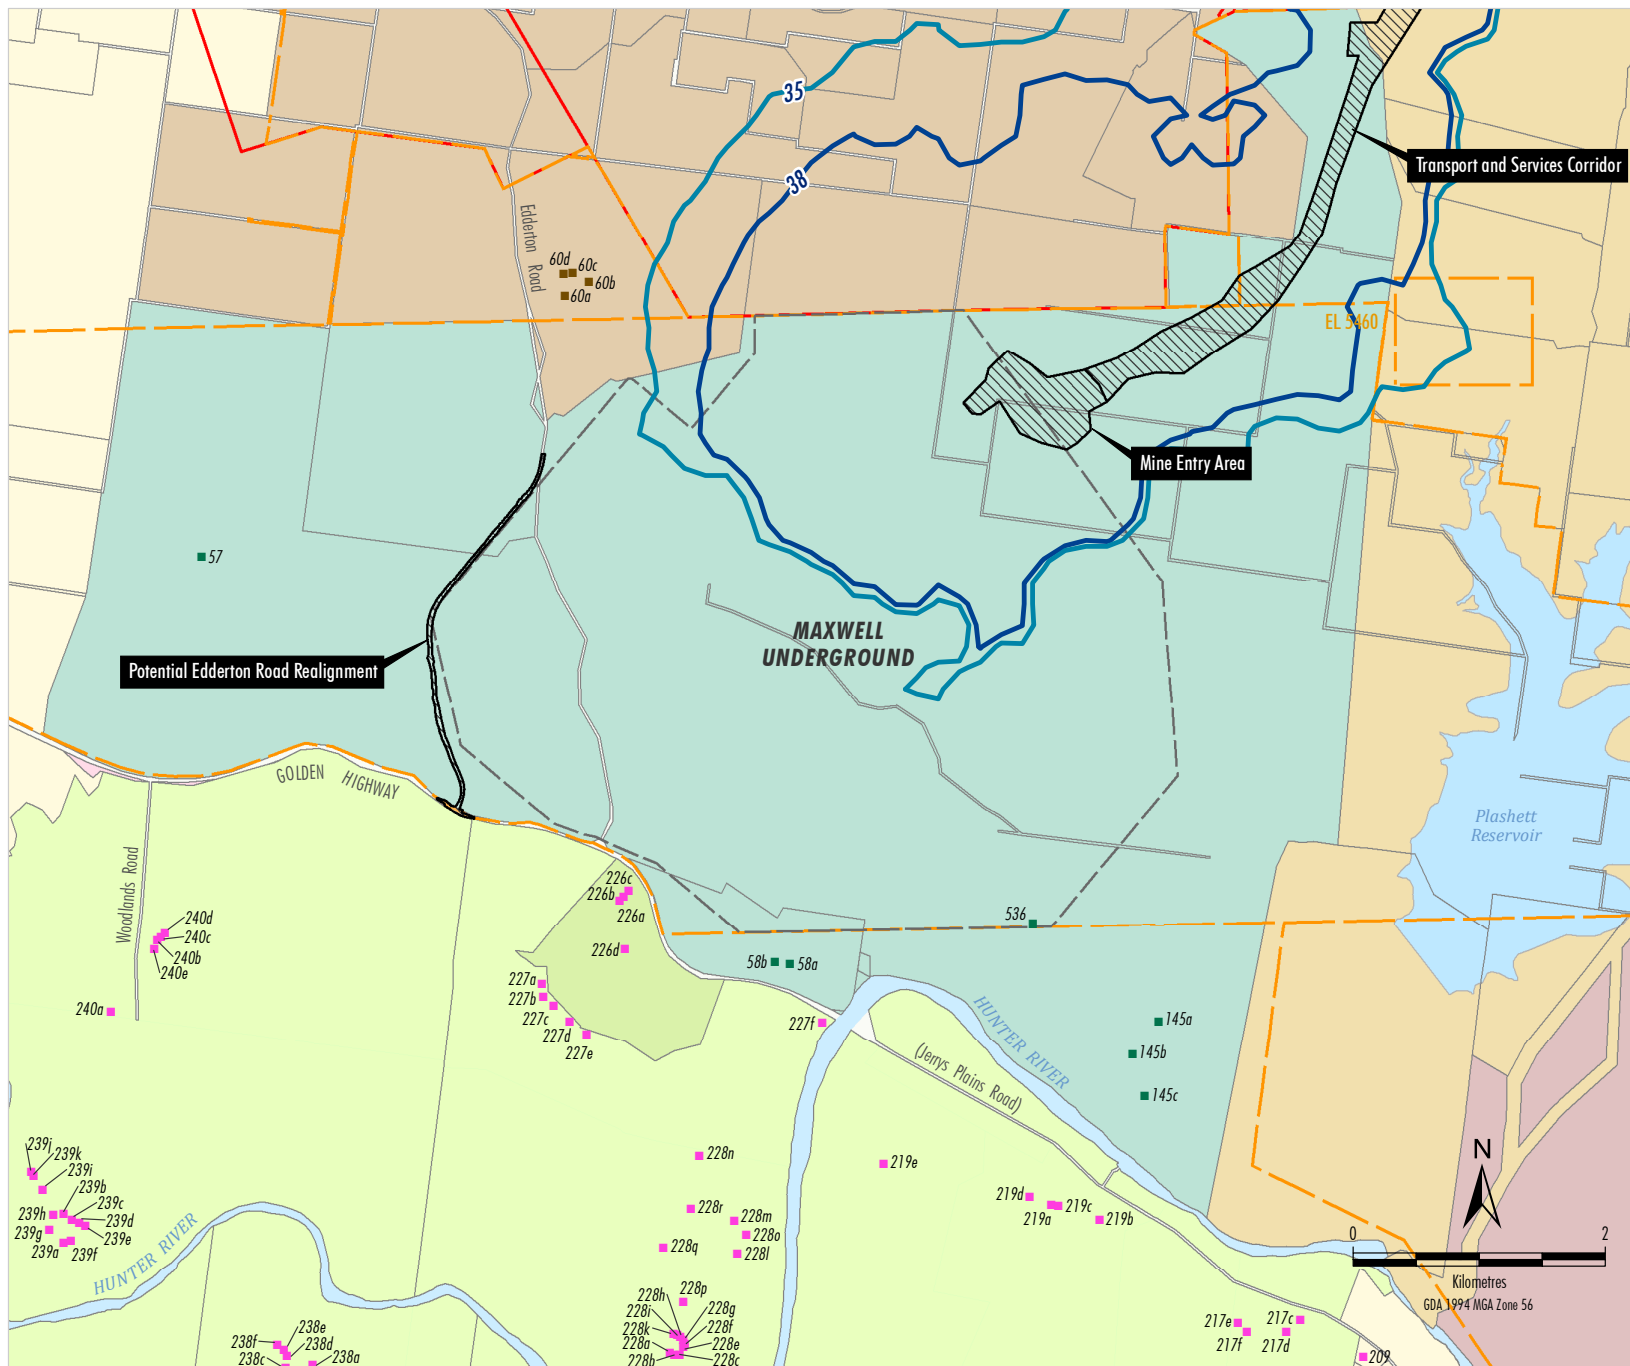 35
Transport and Services Corridor
38
Edderton Road
60d
60c
60b
60a
EL 5460
Mine Entry Area
57
MAXWELL
UNDERGROUND
Potential Edderton Road Realignment
GOLDEN HIGHWAY
Plashett
Reservoir
Woodlands Road
226c
226b
226a
536
240d
240c
240b
240e
226d
58b
58a
227a
227b
227c
227d
227e
240a
227f
HUNTER RIVER
145a
145b
145c
(Jerrys Plains Road)
239j
239k
239i
239b
239c
239h
239d
239g
239e
239a
239f
228n
219e
N
219d
219a
219c
219b
228r
228m
228o
228q
228l
HUNTER RIVER
0
2
Kilometres
GDA 1994 MGA Zone 56
228p
228h
228g
228i
228f
228k
228e
228a
228b
228c
238e
238f
238d
238c
238a
217e
217c
217f
217d
209